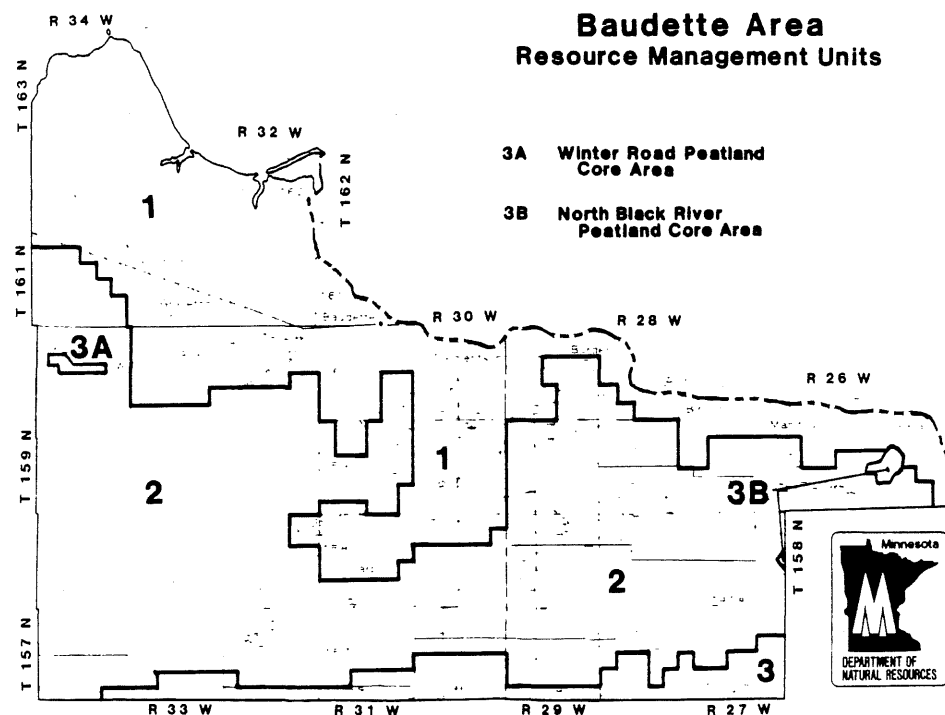 Baudette Area
Resource Management Units
R 34 W
T 163 N
R 32 W
T 162 N
3A Winter Road Peatland
Core Area
3B North Black River
Peatland Core Area
1
T 161 N
R 30 W
R 28 W
3A
R 26 W
T 159 N
2
1
3B
T 158 N
2
Minnesota
DEPARTMENT OF
NATURAL RESOURCES
T 157 N
3
R 33 W
R 31 W
R 29 W
R 27 W